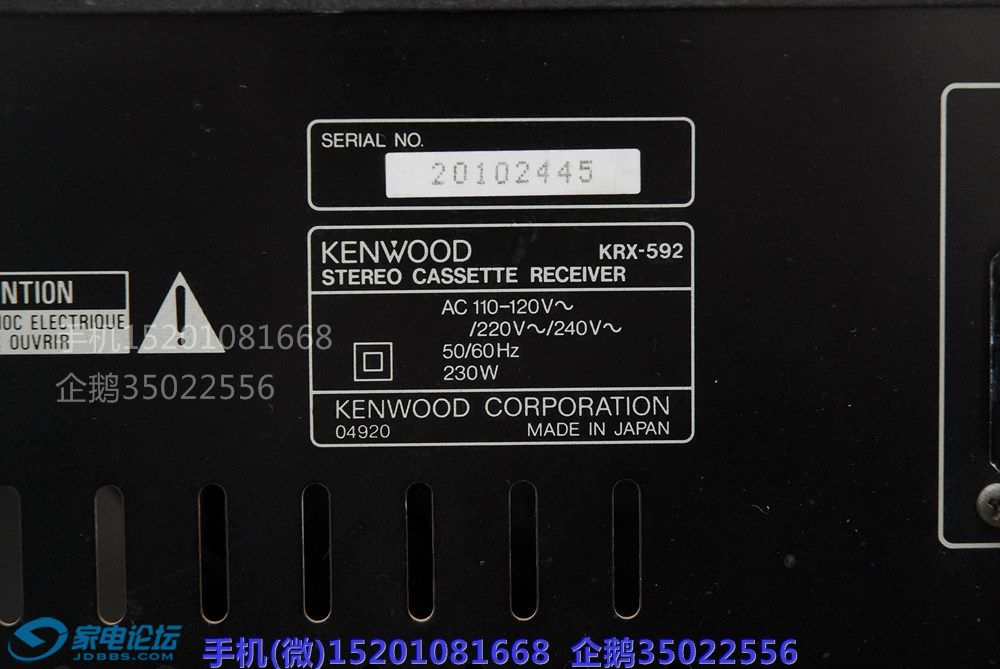 SERIAL NO.
20102445
KENWOOD KRX-592
STEREO CASSETTE RECEIVER
AC 110-120V~
/220V~/240V~
50/60Hz
230W
KENWOOD CORPORATION
04920 MADE IN JAPAN
NTION
OC ELECTRIQUE
OUVRIR
手机15201081668
企鹅35022556
家电论坛
JDBBS.COM
手机(微)15201081668 企鹅35022556